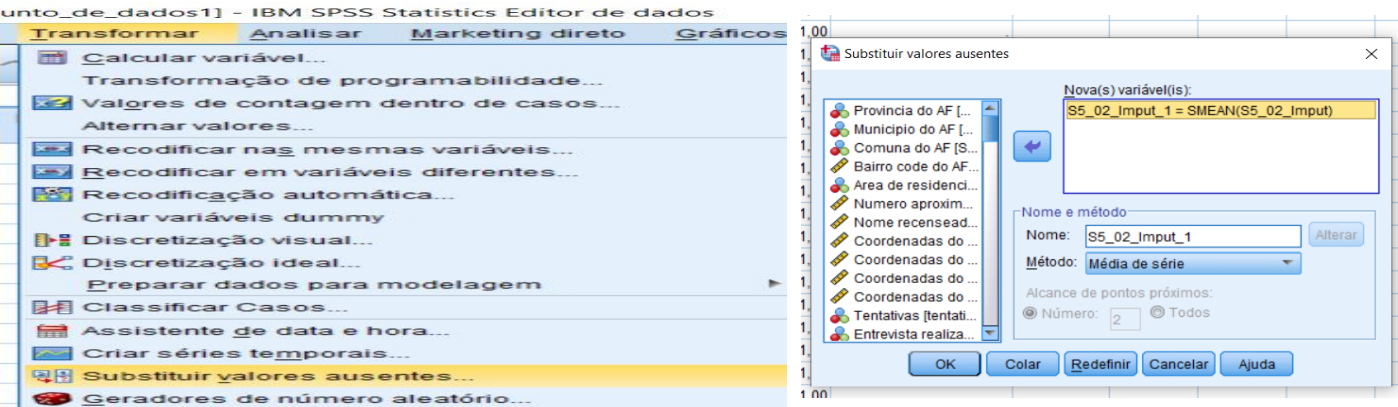 unto_de_dados1] - IBM SPSS Statistics Editor de dados
Transformar Analisar Marketing direto Gráficos
Calcular variável...
Transformação de programabilidade...
Valores de contagem dentro de casos...
Alternar valores...
Recodificar nas mesmas variáveis...
Recodificar em variáveis diferentes...
Recodificação automática...
Criar variáveis dummy
Discretização visual...
Discretização ideal...
Preparar dados para modelagem
Classificar Casos...
Assistente de data e hora...
Criar séries temporais...
Substituir valores ausentes...
Geradores de número aleatório...
1,00
Substituir valores ausentes
Provincia do AF [...
Municipio do AF [...
Comuna do AF [S...
Bairro code do AF...
Area de residenci...
Numero aproxim...
Nome recensead...
Coordenadas do ...
Coordenadas do ...
Coordenadas do ...
Coordenadas do ...
Tentativas [tentati...
Entrevista realiza...
Nova(s) variável(is):
S5_02_Imput_1 = SMEAN(S5_02_Imput)
Nome e método
Nome: S5_02_Imput_1 Alterar
Método: Média de série
Alcance de pontos próximos:
Número: 2 Todos
OK Colar Redefinir Cancelar Ajuda
1,00